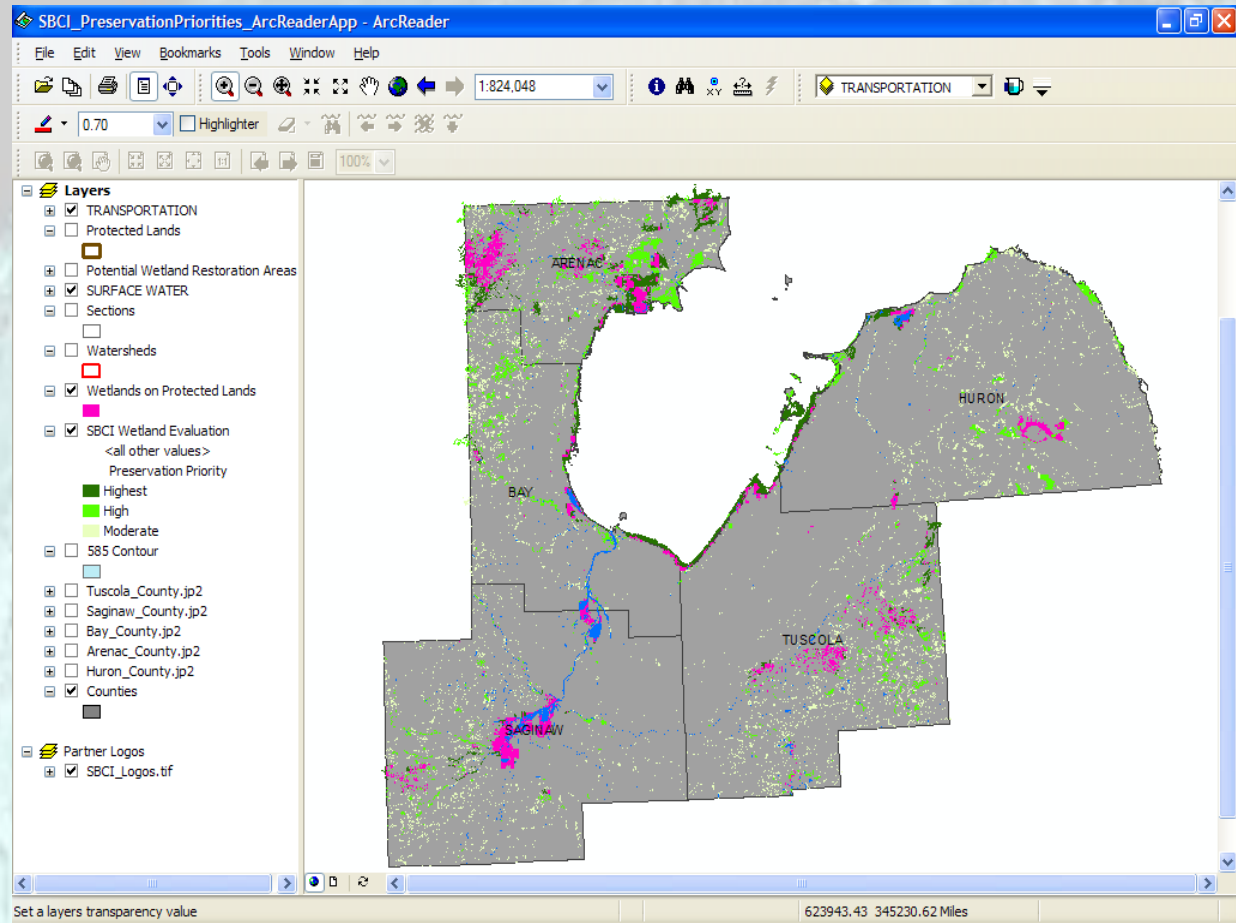 SBCI_PreservationPriorities_ArcReaderApp - ArcReader
File Edit View Bookmarks Tools Window Help
1:824,048 TRANSPORTATION
0.70 Highlighter
1:1 100%
Layers
TRANSPORTATION
Protected Lands
Potential Wetland Restoration Areas
SURFACE WATER
Sections
Watersheds
Wetlands on Protected Lands
SBCI Wetland Evaluation
<all other values>
Preservation Priority
Highest
High
Moderate
585 Contour
Tuscola_County.jp2
Saginaw_County.jp2
Bay_County.jp2
Arenac_County.jp2
Huron_County.jp2
Counties
Partner Logos
SBCI_Logos.tif
ARENAC
HURON
BAY
TUSCOLA
SAGINAW
Set a layers transparency value
623943.43 345230.62 Miles